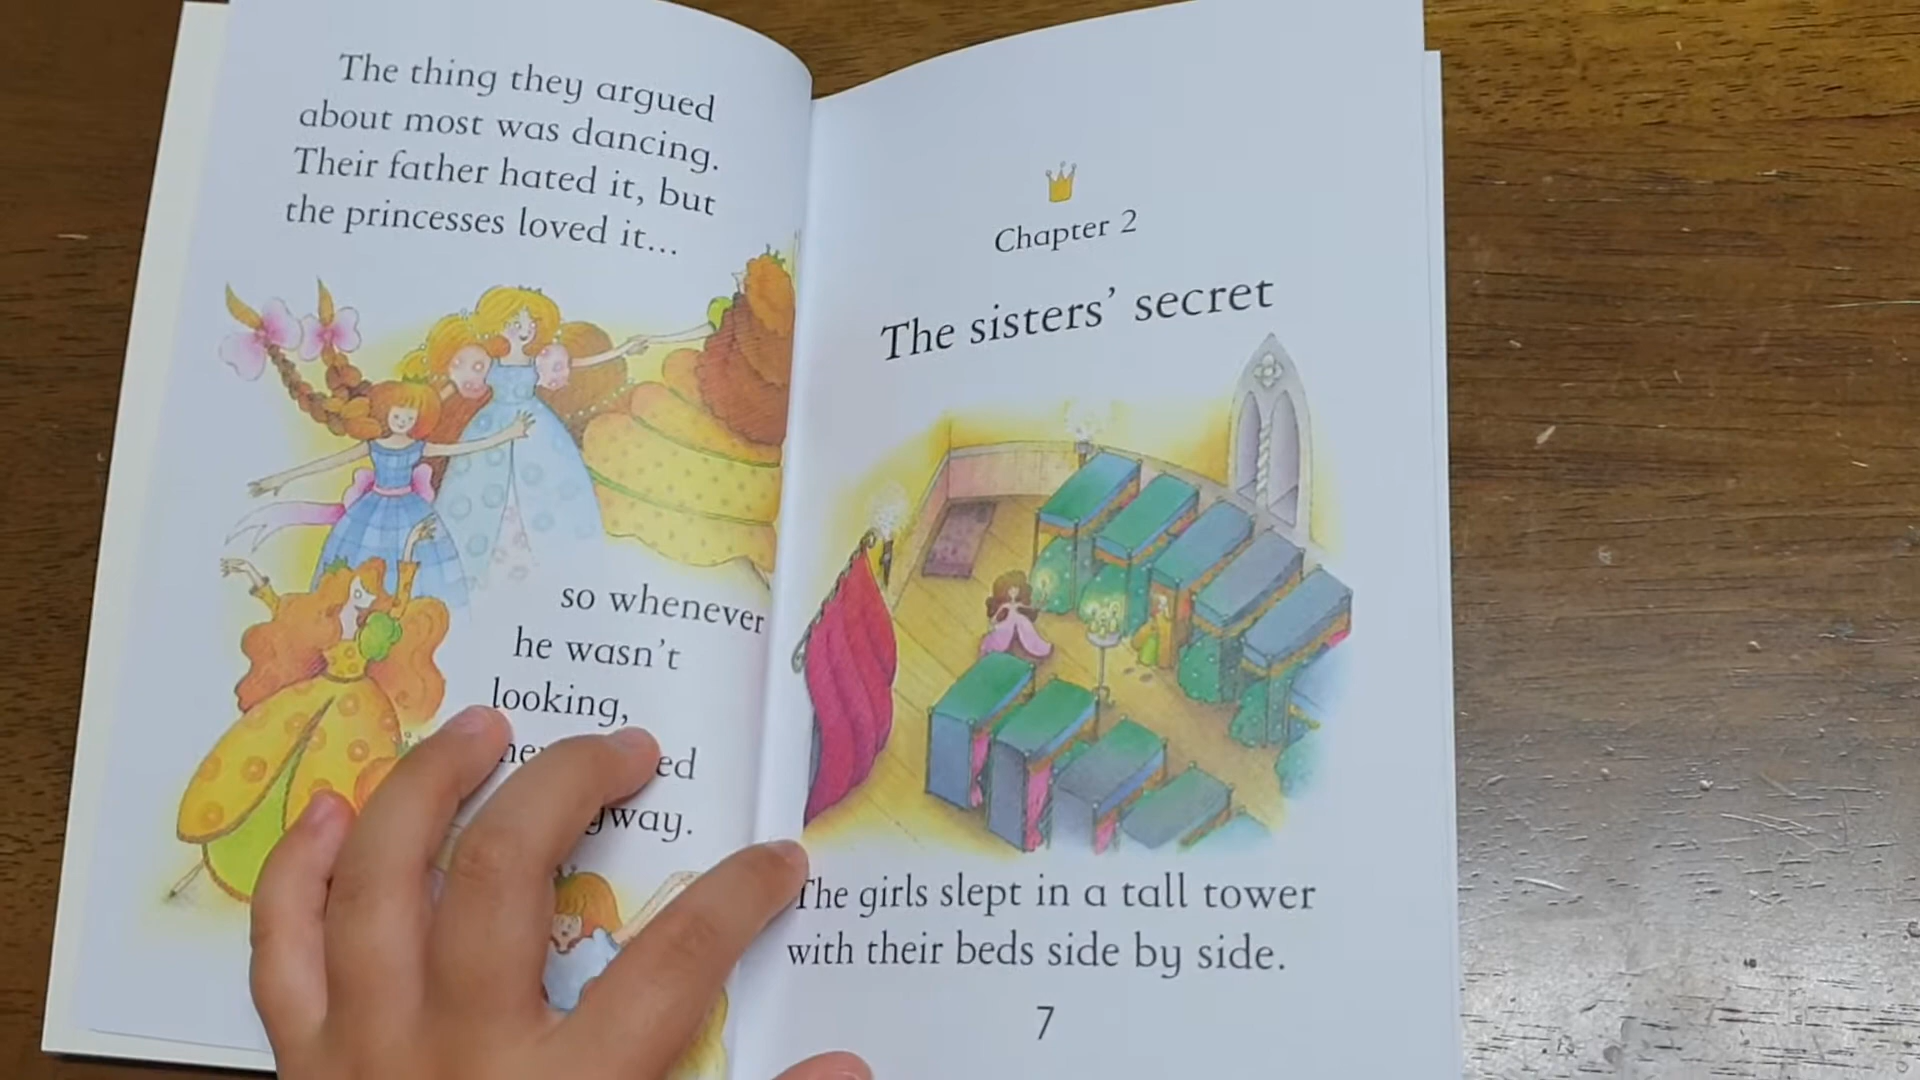 The thing they argued
about most was dancing.
Their father hated it, but
the princesses loved it...
so whenever
he wasn't
looking,
Chapter 2
The sisters' secret
The girls slept in a tall tower
with their beds side by side.
7